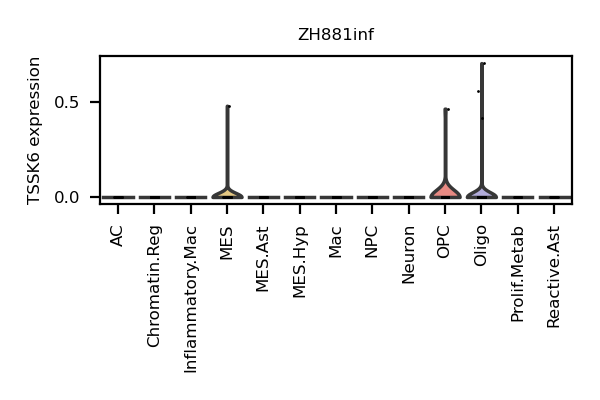 ZH881inf
TSSK6 expression
0.5
0.0
AC
Chromatin.Reg
Inflammatory.Mac
MES
MES.Ast
MES.Hyp
Mac
NPC
Neuron
OPC
Oligo
Prolif.Metab
Reactive.Ast